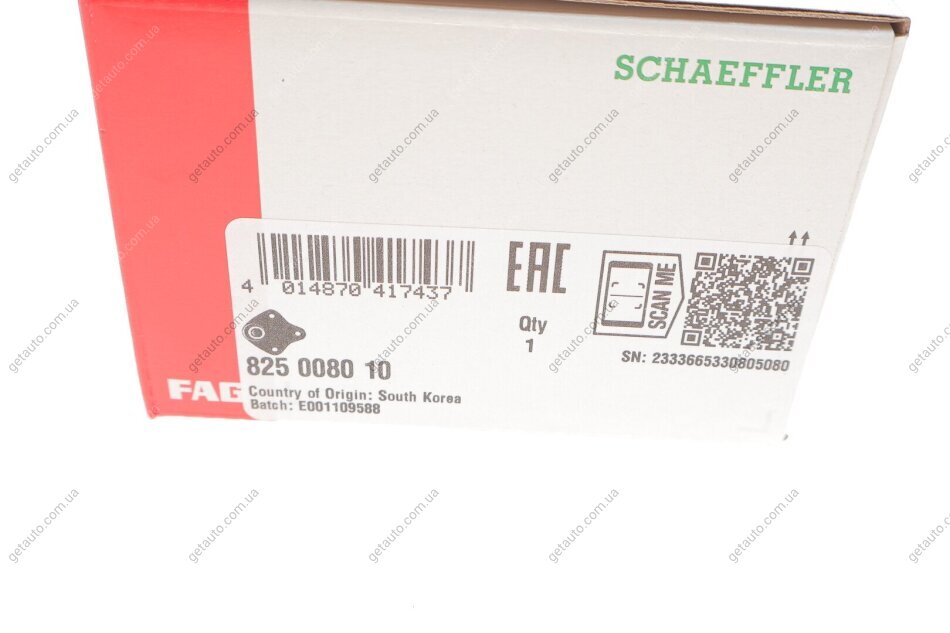 SCHAEFFLER
4 014870 417437
EAC
SCAN ME
Qty
1
825 0080 10
SN: 2333665330805080
FAG
Country of Origin: South Korea
Batch: E001109588
getauto.com.ua